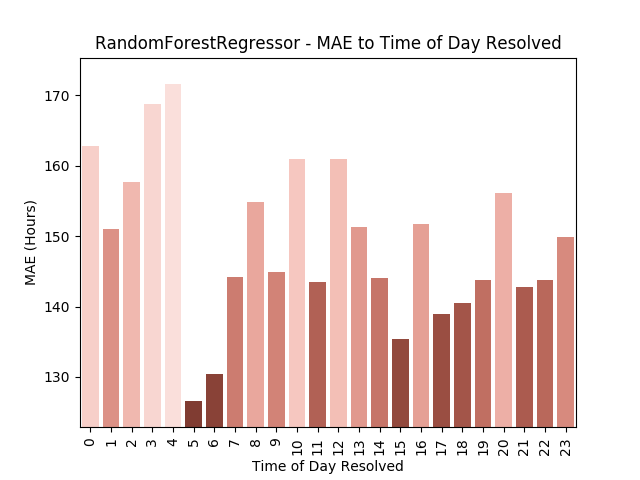 RandomForestRegressor - MAE to Time of Day Resolved
170
160
150
140
130
MAE (Hours)
0 1 2 3 4 5 6 7 8 9 10 11 12 13 14 15 16 17 18 19 20 21 22 23
Time of Day Resolved